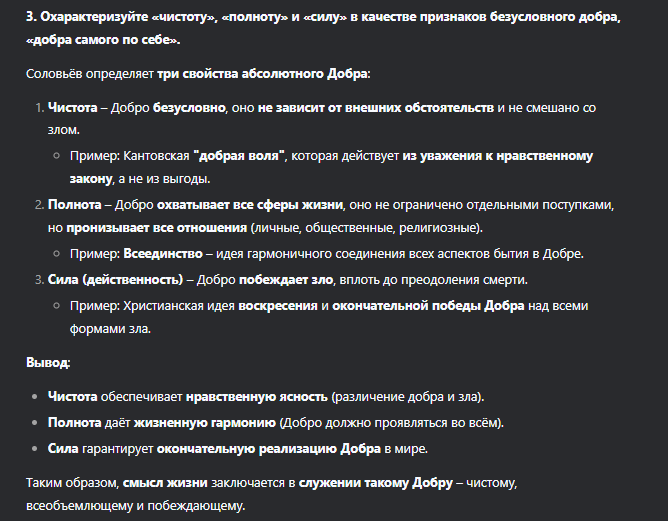 3. Охарактеризуйте «чистоту», «полноту» и «силу» в качестве признаков безусловного добра,
«добра самого по себе».
Соловьёв определяет три свойства абсолютного Добра:
1. Чистота – Добро безусловно, оно не зависит от внешних обстоятельств и не смешано со
злом.
Пример: Кантовская "добрая воля", которая действует из уважения к нравственному
закону, а не из выгоды.
2. Полнота – Добро охватывает все сферы жизни, оно не ограничено отдельными поступками,
но пронизывает все отношения (личные, общественные, религиозные).
Пример: Всеединство – идея гармоничного соединения всех аспектов бытия в Добре.
3. Сила (действенность) – Добро побеждает зло, вплоть до преодоления смерти.
Пример: Христианская идея воскресения и окончательной победы Добра над всеми
формами зла.
Вывод:
Чистота обеспечивает нравственную ясность (различение добра и зла).
Полнота даёт жизненную гармонию (Добро должно проявляться во всём).
Сила гарантирует окончательную реализацию Добра в мире.
Таким образом, смысл жизни заключается в служении такому Добру – чистому,
всеобъемлющему и побеждающему.